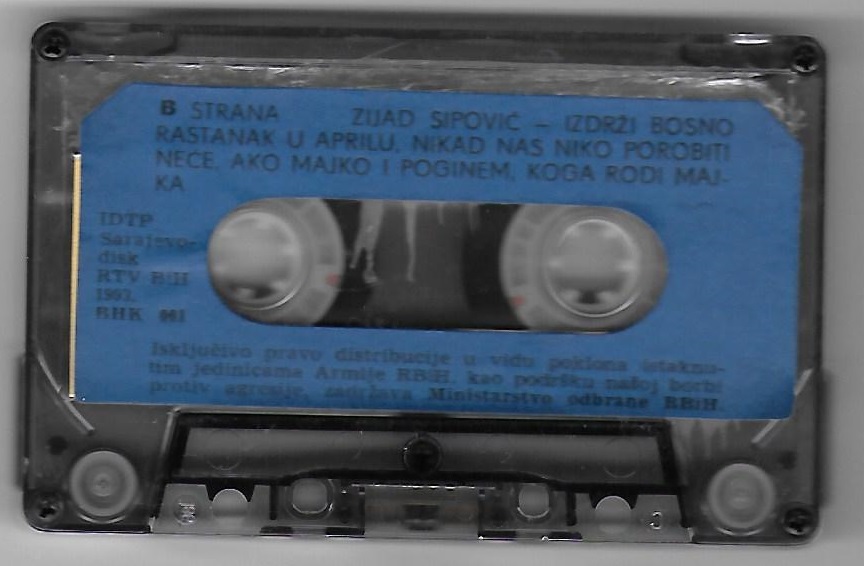 B STRANA ZIJAD SIPOVIĆ – IZDRŽI BOSNO
RASTANAK U APRILU, NIKAD NAS NIKO POROBITI
NEĆE, AKO MAJKO I POGINEM, KOGA RODI MAJ-
KA
IDTP
Sarajevo-
disk
RTV BiH
BHK 001
Isključivo pravo distribucije u vidu poklona istaknu-
tim jedinicama Armije RBiH, kao podršku našoj borbi
protiv agresije, zadržava Ministarstvo odbrane RBiH.